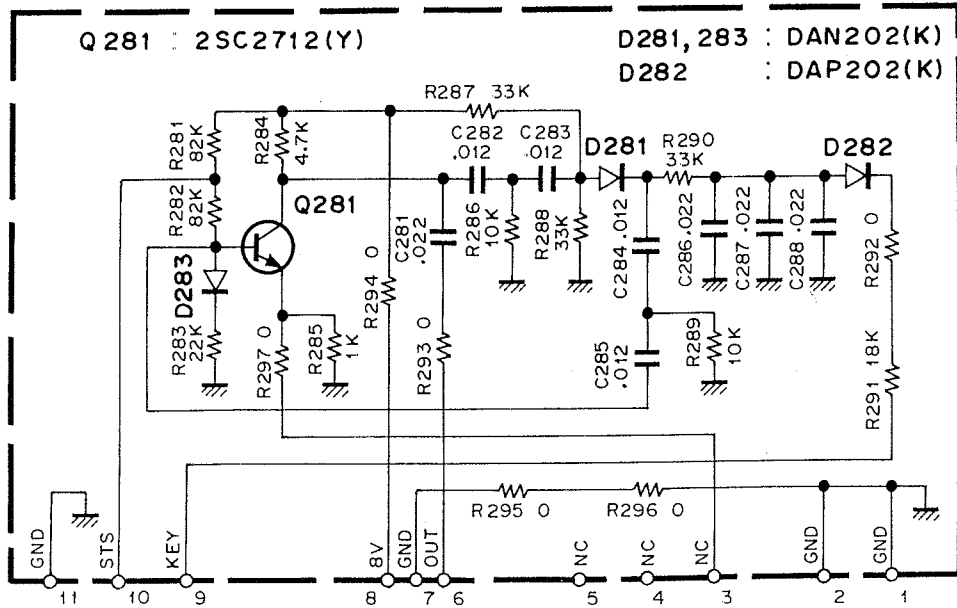 Q281 : 2SC2712(Y)
D281, 283 : DAN202(K)
D282 : DAP202(K)
R287 33K
R281 82K
R284 4.7K
C282 .012
C283 .012
D281
R290 33K
D282
R282 82K
Q281
C281 .022
R286 10K
R288 33K
C284 .012
C286 .022
C287 .022
C288 .022
R292 0
D283
R294 0
R283 22K
R297 0
R285 1K
R293 0
C285 .012
R289 10K
R291 18K
R295 0
R296 0
GND
STS
KEY
8V
GND
OUT
NC
NC
NC
GND
GND
11
10
9
8
7
6
5
4
3
2
1